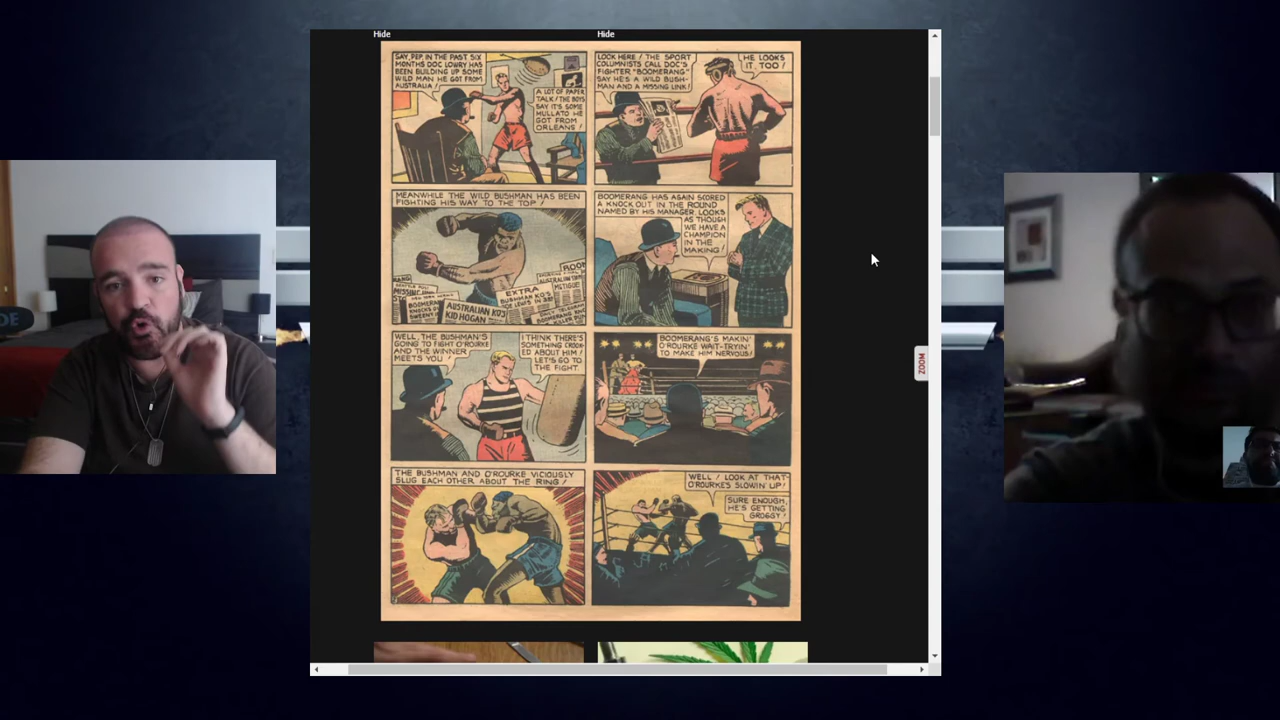 Hide
Hide
SAY, PEP, IN THE PAST SIX
MONTHS DOC LOWRY HAS
BEEN BUILDING UP SOME
WILD MAN HE GOT FROM
AUSTRALIA!
A LOT OF PAPER
TALK! THE BOYS
SAY IT'S SOME
MULLATO HE
GOT FROM
ORLEANS!
LOOK HERE! THE SPORT
COLUMNISTS CALL DOC'S
FIGHTER "BOOMERANG"
SAY HE'S A WILD BUSH-
MAN AND A MISSING LINK!
HE LOOKS
IT TOO!
MEANWHILE THE WILD BUSHMAN HAS BEEN
FIGHTING HIS WAY TO THE TOP!
EXTRA
AUSTRALIAN KO'S
KID HOGAN
BOOMERANG HAS AGAIN SCORED
A KNOCK OUT IN THE ROUND
NAMED BY HIS MANAGER. LOOKS
AS THOUGH
WE HAVE A
CHAMPION
IN THE
MAKING!
WELL, THE BUSHMAN'S
GOING TO FIGHT O'ROURKE
AND THE WINNER
MEETS YOU!
I THINK THERE'S
SOMETHING CROOK-
ED ABOUT HIM!
LET'S GO TO
THE FIGHT.
BOOMERANG'S MAKIN'
O'ROURKE WAIT-TRYIN'
TO MAKE HIM NERVOUS!
THE BUSHMAN AND O'ROURKE VICIOUSLY
SLUG EACH OTHER ABOUT THE RING!
WELL! LOOK AT THAT-
O'ROURKE'S SLOWIN' UP!
SURE ENOUGH,
HE'S GETTING
GROGGY!
ZOOM
DE